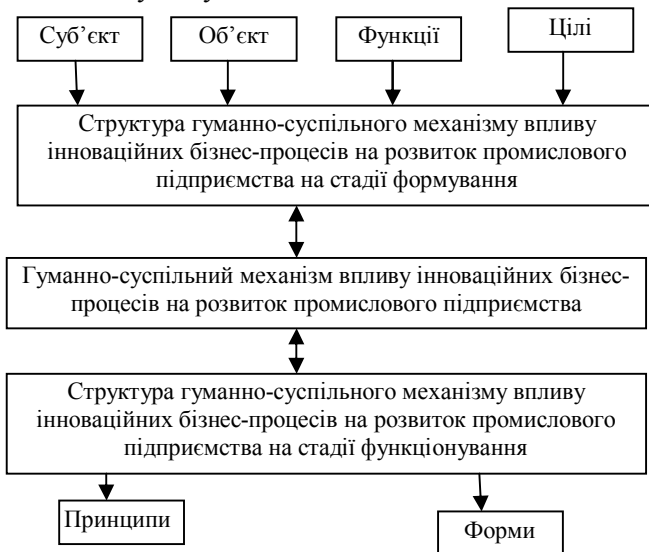 Суб’єкт
Об’єкт
Функції
Цілі
Структура гуманно-суспільного механізму впливу
інноваційних бізнес-процесів на розвиток промислового
підприємства на стадії формування
Гуманно-суспільний механізм впливу інноваційних бізнес-
процесів на розвиток промислового підприємства
Структура гуманно-суспільного механізму впливу
інноваційних бізнес-процесів на розвиток промислового
підприємства на стадії функціонування
Принципи
Форми